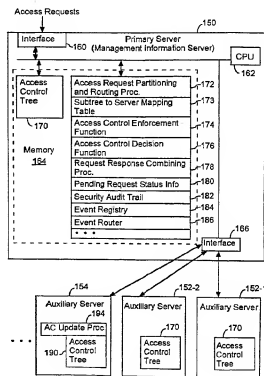 Access Requests
150
Interface
Primary Server
(Management Information Server)
160
CPU
162
Access
Control
Tree
170
Memory
164
Access Request Partitioning
and Routing Proc.
172
Subtree to Server Mapping
Table
173
Access Control Enforcement
Function
174
Access Control Decision
Function
176
Request Response Combining
Proc.
178
Pending Request Status Info
180
Security Audit Trail
182
Event Registry
184
Event Router
186
• • •
166
Interface
154
152-2
152-1
Auxiliary Server
194
AC Update Proc
190
Access
Control
Tree
Auxiliary Server
170
Access
Control
Tree
Auxiliary Server
170
Access
Control
Tree
• • •